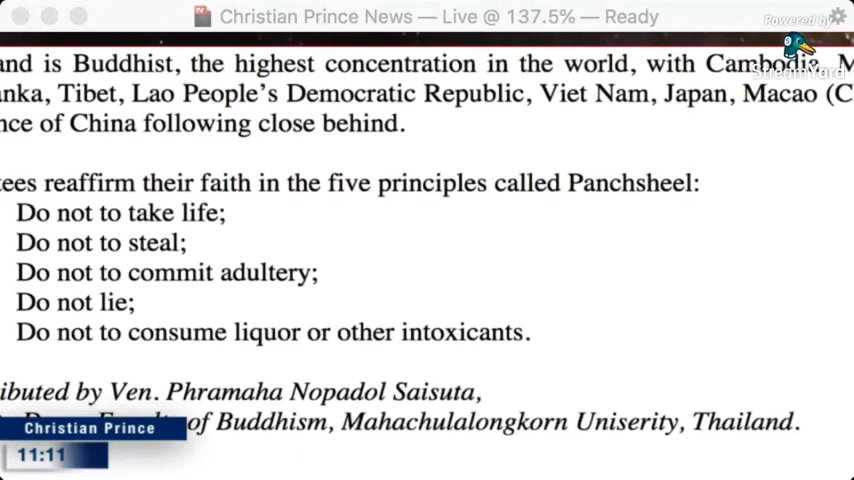 Christian Prince News — Live @ 137.5% — Ready
Powered by
StreamYard
and is Buddhist, the highest concentration in the world, with Cambodia, M
anka, Tibet, Lao People's Democratic Republic, Viet Nam, Japan, Macao (C
nce of China following close behind.
tees reaffirm their faith in the five principles called Panchsheel:
Do not to take life;
Do not to steal;
Do not to commit adultery;
Do not lie;
Do not to consume liquor or other intoxicants.
ibuted by Ven. Phramaha Nopadol Saisuta,
of Buddhism, Mahachulalongkorn Uniserity, Thailand.
Christian Prince
11:11